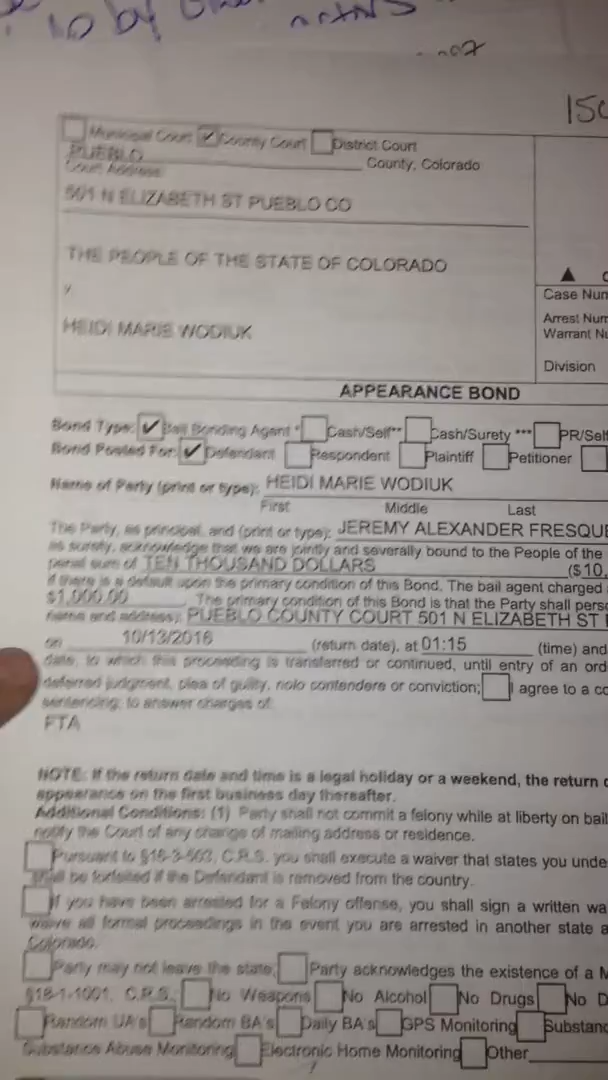 to by
15C
Municipal Court County Court District Court
PUEBLO County, Colorado
Court Address:
501 N ELIZABETH ST PUEBLO CO
THE PEOPLE OF THE STATE OF COLORADO
v
Case Num
HEIDI MARIE WODIUK
Arrest Num
Warrant Nu
Division
APPEARANCE BOND
Bond Type: Bail Bonding Agent * Cash/Self** Cash/Surety *** PR/Self
Bond Posted For: Defendant Respondent Plaintiff Petitioner
Name of Party (print or type): HEIDI MARIE WODIUK
First Middle Last
The Party, as principal, and (print or type): JEREMY ALEXANDER FRESQUE
as surety, acknowledge that we are jointly and severally bound to the People of the
penal sum of TEN THOUSAND DOLLARS ($10,
if there is a default upon the primary condition of this Bond. The bail agent charged
$1,000.00 The primary condition of this Bond is that the Party shall perso
name and address): PUEBLO COUNTY COURT 501 N ELIZABETH ST
on 10/13/2016 (return date), at 01:15 (time) and
date, to which this proceeding is transferred or continued, until entry of an ord
deferred judgment, plea of guilty, nolo contendere or conviction; I agree to a co
sentencing; to answer charges of:
FTA
NOTE: If the return date and time is a legal holiday or a weekend, the return
appearance on the first business day thereafter.
Additional Conditions: (1) Party shall not commit a felony while at liberty on bail
notify the Court of any change of mailing address or residence.
Pursuant to §16-3-503, C.R.S. you shall execute a waiver that states you unde
shall be forfeited if the Defendant is removed from the country.
If you have been arrested for a Felony offense, you shall sign a written wa
waive all formal proceedings in the event you are arrested in another state a
Colorado.
Party may not leave the state; Party acknowledges the existence of a M
§18-1-1001, C.R.S.; No Weapons No Alcohol No Drugs No D
Random UA's Random BA's Daily BA's GPS Monitoring Substanc
Substance Abuse Monitoring Electronic Home Monitoring Other